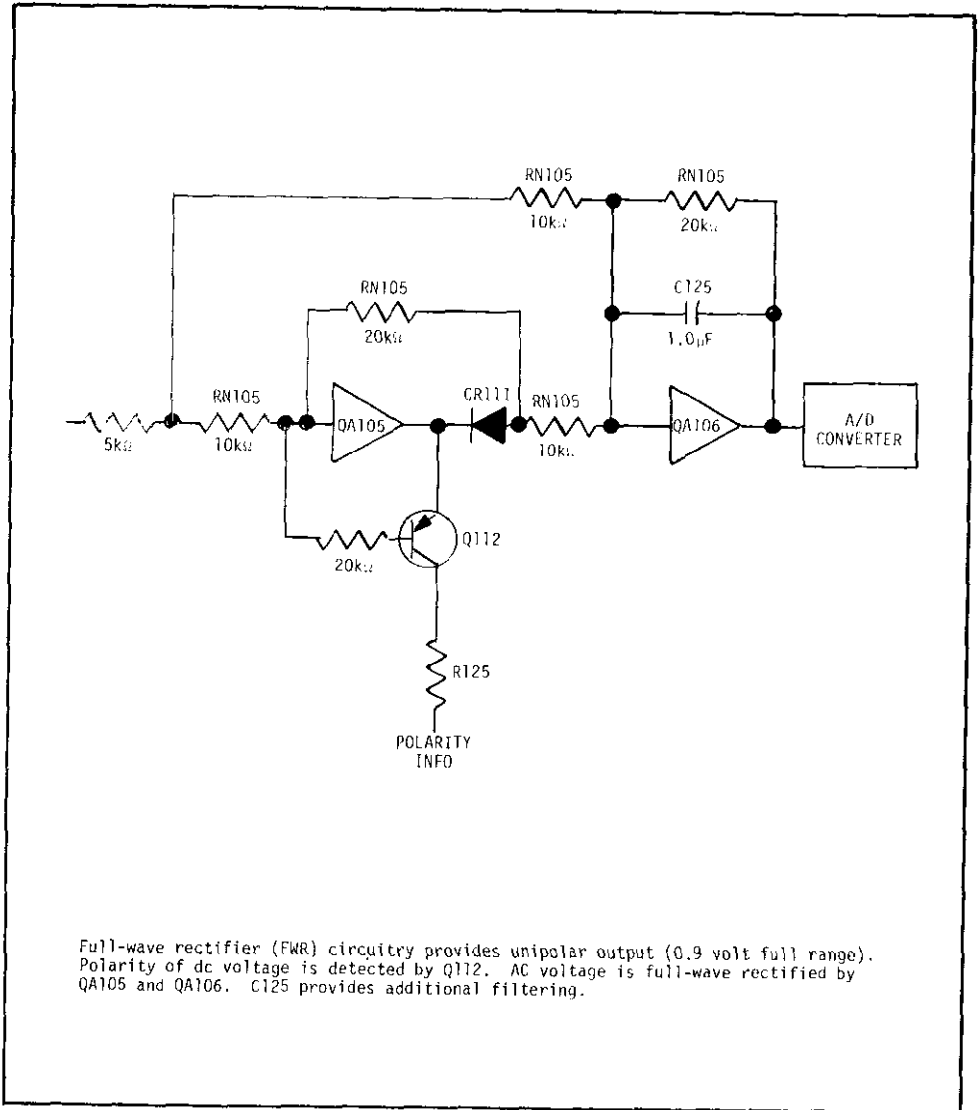 RN105
10kΩ
RN105
20kΩ
C125
1.0µF
RN105
20kΩ
5kΩ
RN105
10kΩ
QA105
CR111
RN105
10kΩ
QA106
A/D
CONVERTER
20kΩ
Q112
R125
POLARITY
INFO
Full-wave rectifier (FWR) circuitry provides unipolar output (0.9 volt full range).
Polarity of dc voltage is detected by Q112. AC voltage is full-wave rectified by
QA105 and QA106. C125 provides additional filtering.